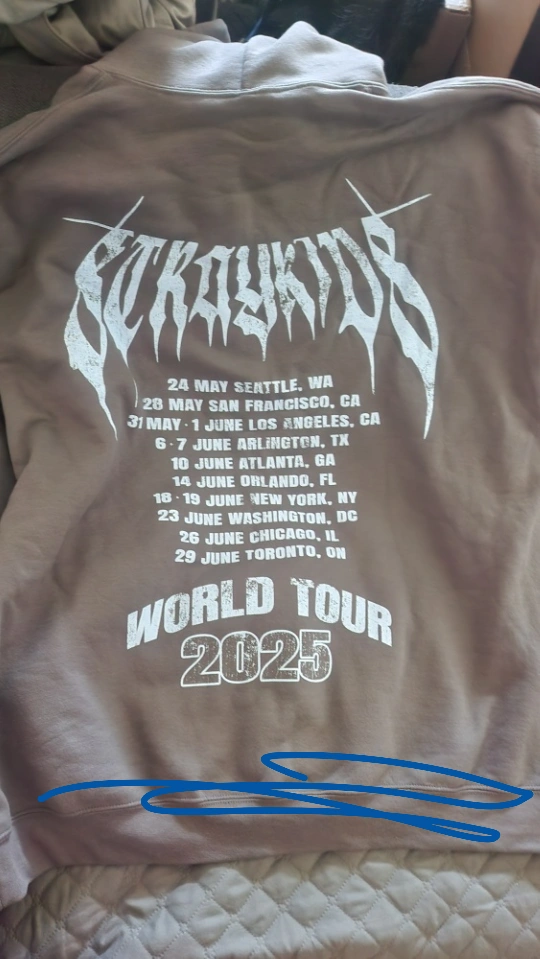 STRAYKIDS
24 MAY SEATTLE, WA
28 MAY SAN FRANCISCO, CA
31 MAY · 1 JUNE LOS ANGELES, CA
6 · 7 JUNE ARLINGTON, TX
10 JUNE ATLANTA, GA
14 JUNE ORLANDO, FL
18 · 19 JUNE NEW YORK, NY
23 JUNE WASHINGTON, DC
26 JUNE CHICAGO, IL
29 JUNE TORONTO, ON
WORLD TOUR
2025